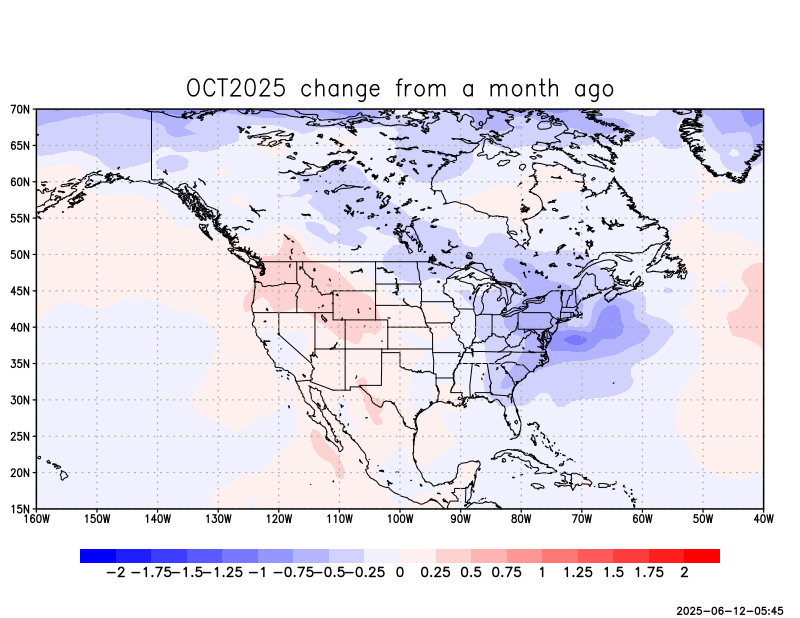 OCT2025 change from a month ago
70N
65N
60N
55N
50N
45N
40N
35N
30N
25N
20N
15N
160W 150W 140W 130W 120W 110W 100W 90W 80W 70W 60W 50W 40W
-2 -1.75 -1.5 -1.25 -1 -0.75 -0.5 -0.25 0 0.25 0.5 0.75 1 1.25 1.5 1.75 2
2025-06-12-05:45